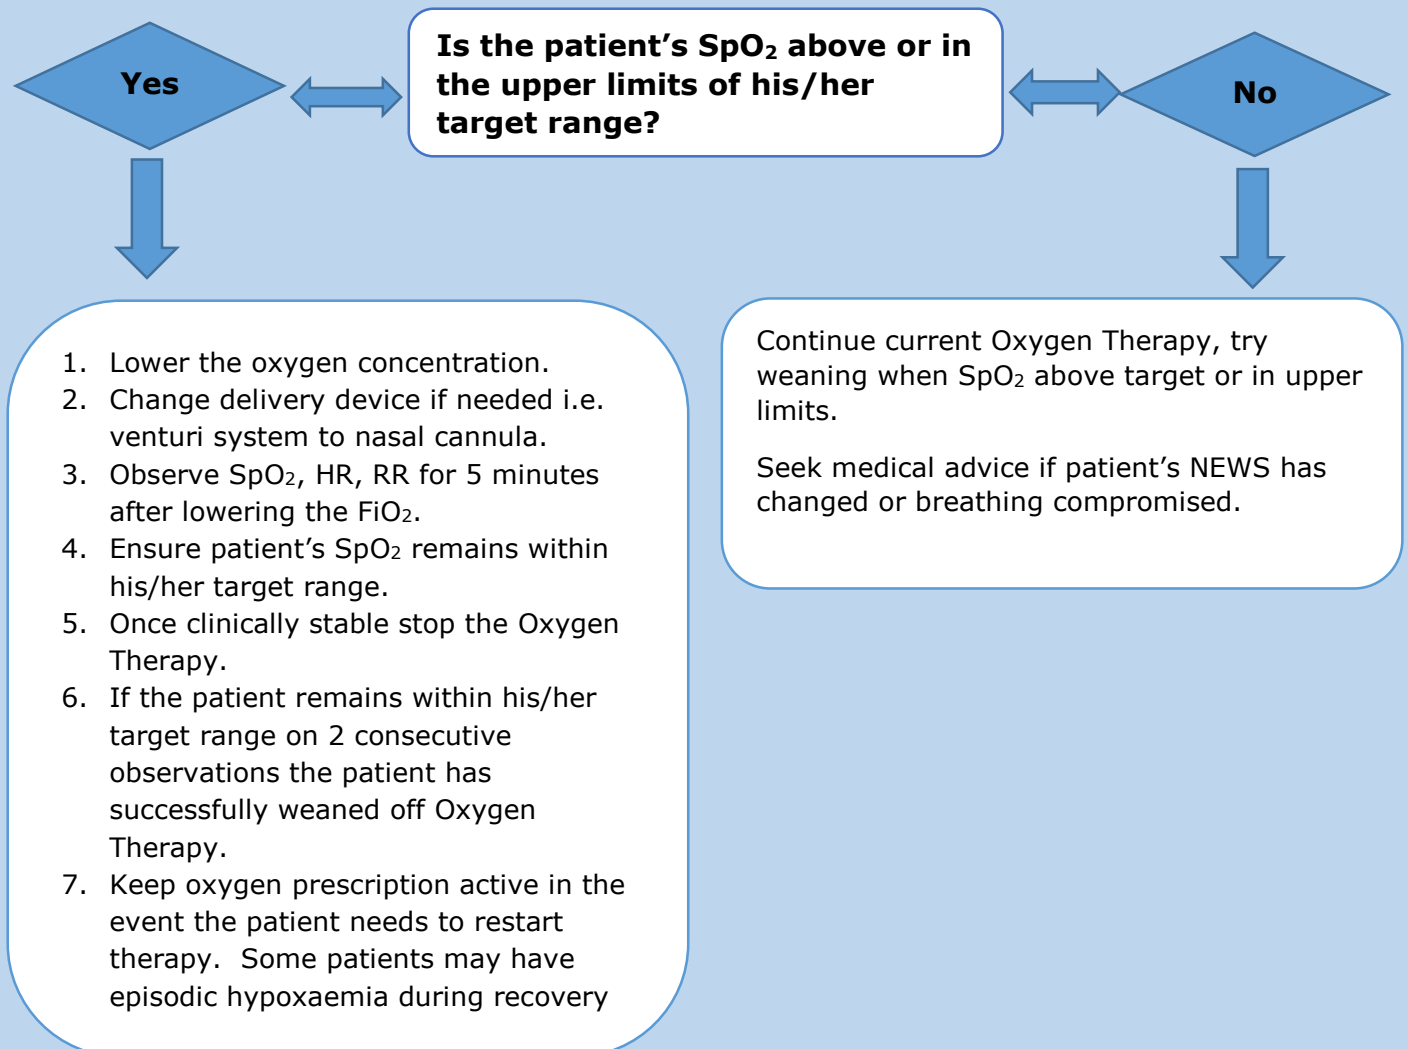 Yes
Is the patient’s SpO₂ above or in
the upper limits of his/her
target range?
No
1. Lower the oxygen concentration.
2. Change delivery device if needed i.e.
venturi system to nasal cannula.
3. Observe SpO₂, HR, RR for 5 minutes
after lowering the FiO₂.
4. Ensure patient’s SpO₂ remains within
his/her target range.
5. Once clinically stable stop the Oxygen
Therapy.
6. If the patient remains within his/her
target range on 2 consecutive
observations the patient has
successfully weaned off Oxygen
Therapy.
7. Keep oxygen prescription active in the
event the patient needs to restart
therapy.  Some patients may have
episodic hypoxaemia during recovery
Continue current Oxygen Therapy, try
weaning when SpO₂ above target or in upper
limits.
Seek medical advice if patient’s NEWS has
changed or breathing compromised.